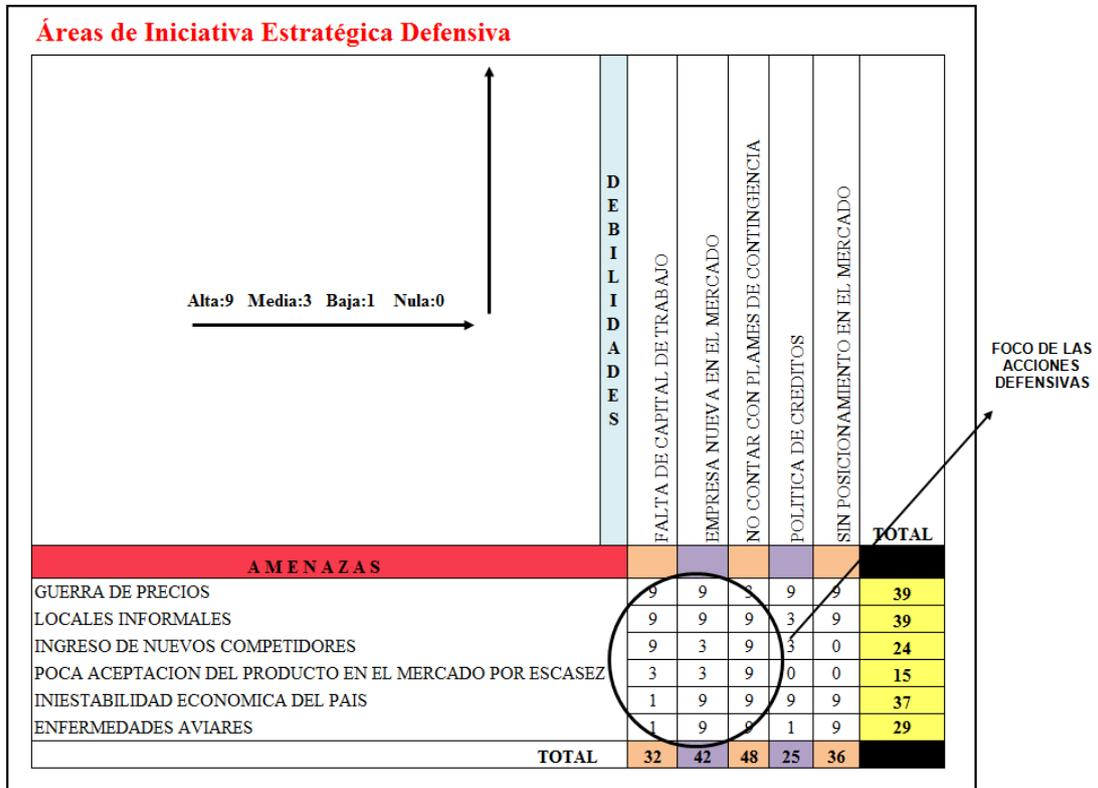 Áreas de Iniciativa Estratégica Defensiva
Alta:9 Media:3 Baja:1 Nula:0
DEBILIDADES
FALTA DE CAPITAL DE TRABAJO
EMPRESA NUEVA EN EL MERCADO
NO CONTAR CON PLAMES DE CONTINGENCIA
POLITICA DE CREDITOS
SIN POSICIONAMIENTO EN EL MERCADO
TOTAL
FOCO DE LAS
ACCIONES
DEFENSIVAS
AMENAZAS
GUERRA DE PRECIOS 9 9 3 9 9 39
LOCALES INFORMALES 9 9 9 3 9 39
INGRESO DE NUEVOS COMPETIDORES 9 3 9 3 0 24
POCA ACEPTACION DEL PRODUCTO EN EL MERCADO POR ESCASEZ 3 3 9 0 0 15
INIESTABILIDAD ECONOMICA DEL PAIS 1 9 9 9 9 37
ENFERMEDADES AVIARES 1 9 9 1 9 29
TOTAL 32 42 48 25 36